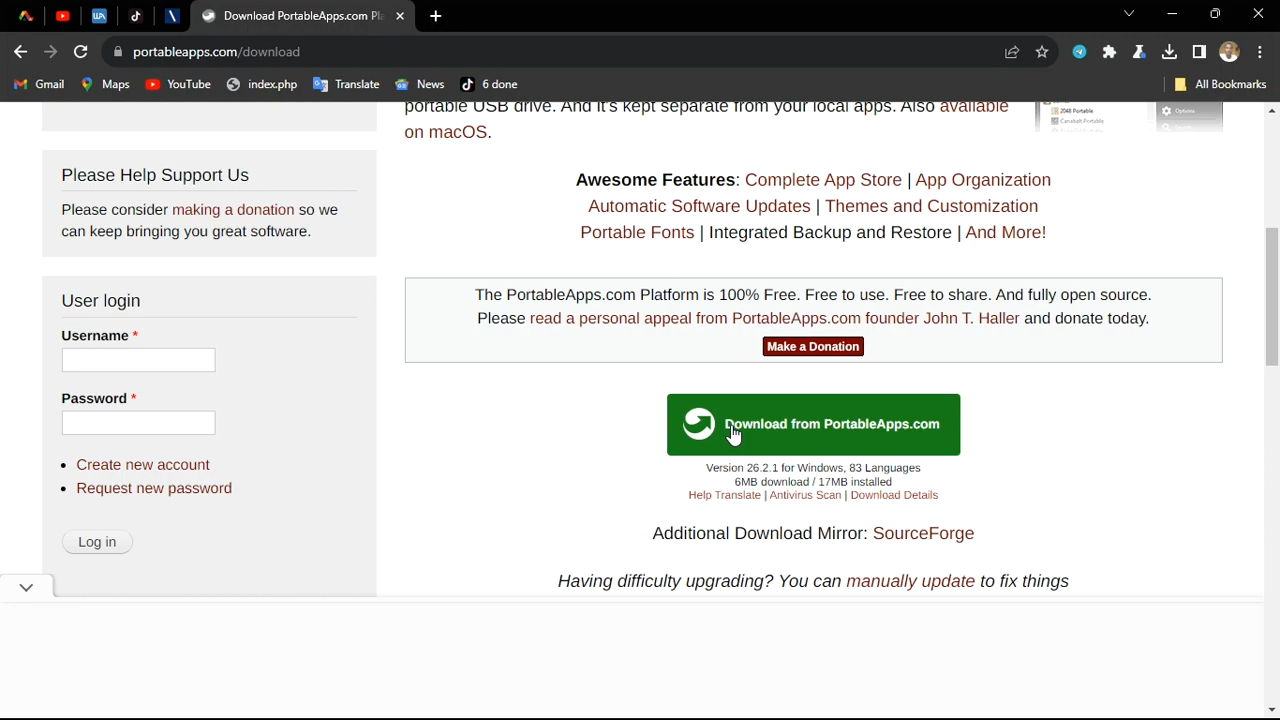 Download PortableApps.com Pla
portableapps.com/download
Gmail Maps YouTube index.php Translate News 6 done All Bookmarks
portable USB drive. And it's kept separate from your local apps. Also available
on macOS.
2048 Portable
Options
Please Help Support Us
Please consider making a donation so we
can keep bringing you great software.
Awesome Features: Complete App Store | App Organization
Automatic Software Updates | Themes and Customization
Portable Fonts | Integrated Backup and Restore | And More!
The PortableApps.com Platform is 100% Free. Free to use. Free to share. And fully open source.
Please read a personal appeal from PortableApps.com founder John T. Haller and donate today.
Make a Donation
User login
Username *
Password *
Create new account
Request new password
Log in
Download from PortableApps.com
Version 26.2.1 for Windows, 83 Languages
6MB download / 17MB installed
Help Translate | Antivirus Scan | Download Details
Additional Download Mirror: SourceForge
Having difficulty upgrading? You can manually update to fix things